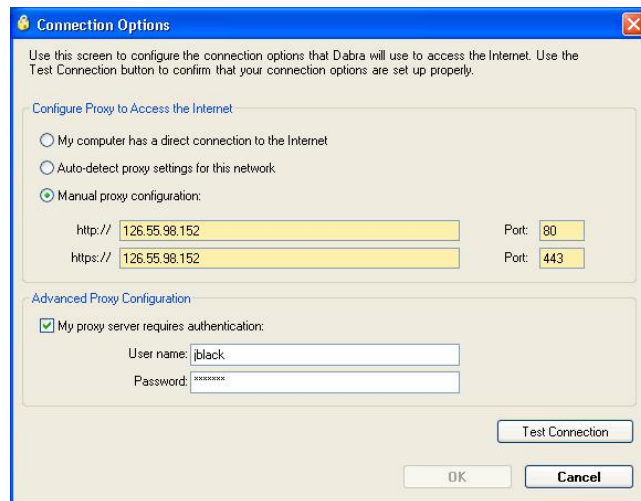 Connection Options
Use this screen to configure the connection options that Dabra will use to access the Internet. Use the
Test Connection button to confirm that your connection options are set up properly.
Configure Proxy to Access the Internet
My computer has a direct connection to the Internet
Auto-detect proxy settings for this network
Manual proxy configuration:
http:// 126.55.98.152 Port: 80
https:// 126.55.98.152 Port: 443
Advanced Proxy Configuration
My proxy server requires authentication:
User name: jblack
Password: *******
Test Connection
OK Cancel